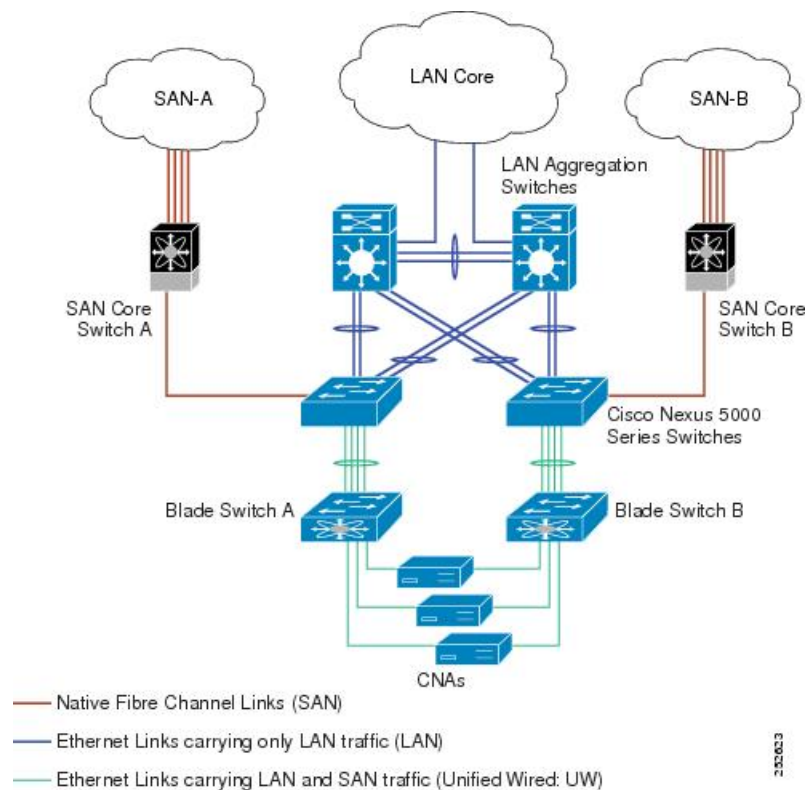 SAN-A
LAN Core
SAN-B
LAN Aggregation
Switches
SAN Core
Switch A
SAN Core
Switch B
Cisco Nexus 5000
Series Switches
Blade Switch A
Blade Switch B
CNAs
Native Fibre Channel Links (SAN)
Ethernet Links carrying only LAN traffic (LAN)
Ethernet Links carrying LAN and SAN traffic (Unified Wired: UW)
252623